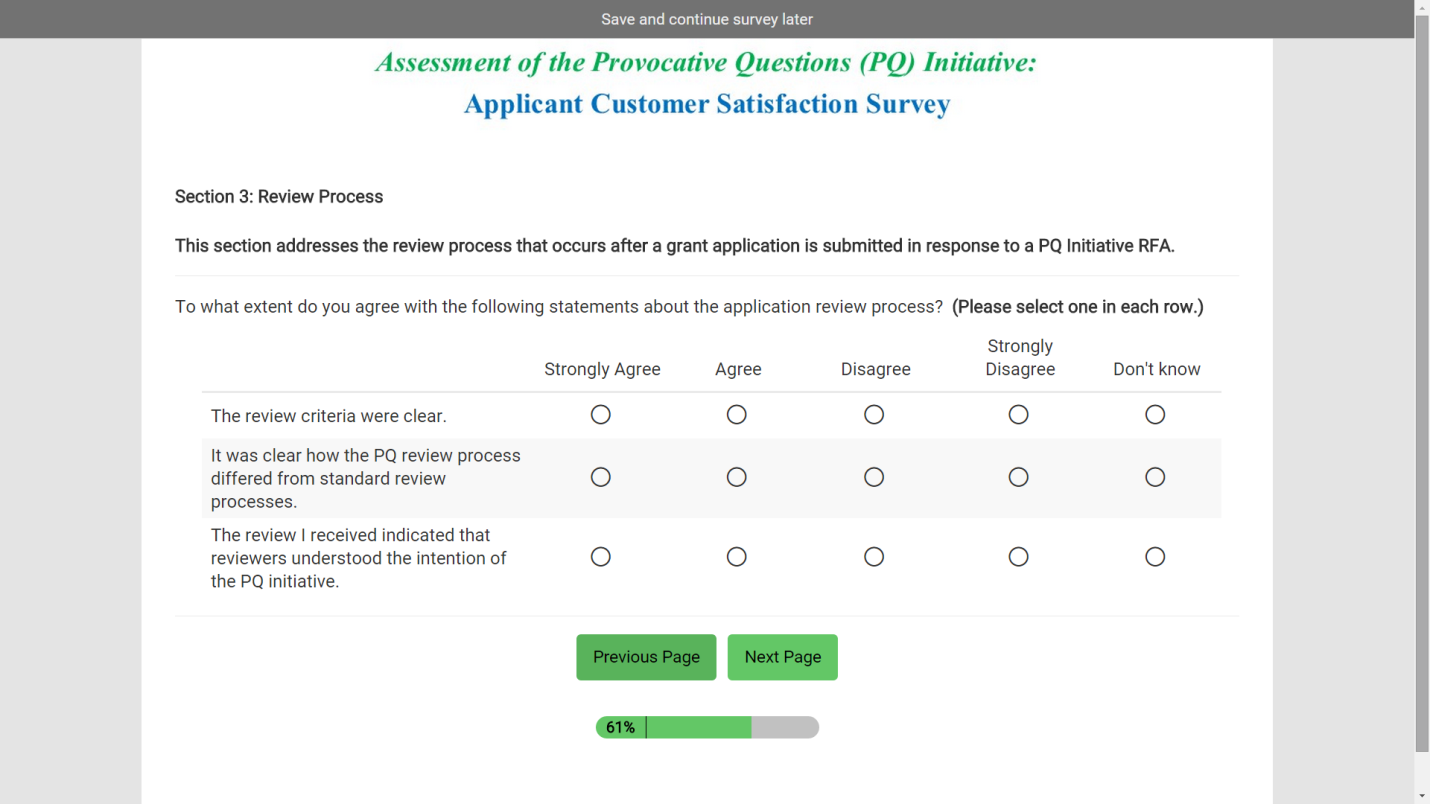 Save and continue survey later
Assessment of the Provocative Questions (PQ) Initiative:
Applicant Customer Satisfaction Survey
Section 3: Review Process
This section addresses the review process that occurs after a grant application is submitted in response to a PQ Initiative RFA.
To what extent do you agree with the following statements about the application review process? (Please select one in each row.)
Strongly Agree
Agree
Disagree
Strongly
Disagree
Don't know
The review criteria were clear.
It was clear how the PQ review process
differed from standard review
processes.
The review I received indicated that
reviewers understood the intention of
the PQ initiative.
Previous Page
Next Page
61%